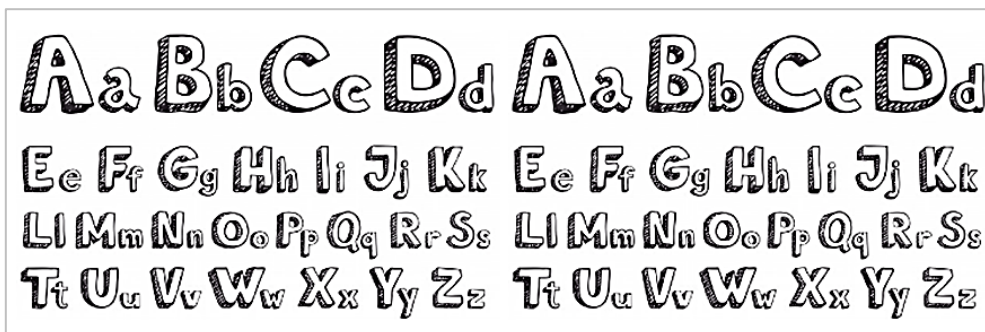 Aa Bb Cc Dd Aa Bb Cc Dd
Ee Ff Gg Hh Ii Jj Kk Ee Ff Gg Hh Ii Jj Kk
Ll Mm Nn Oo Pp Qq Rr Ss Ll Mm Nn Oo Pp Qq Rr Ss
Tt Uu Vv Ww Xx Yy Zz Tt Uu Vv Ww Xx Yy Zz